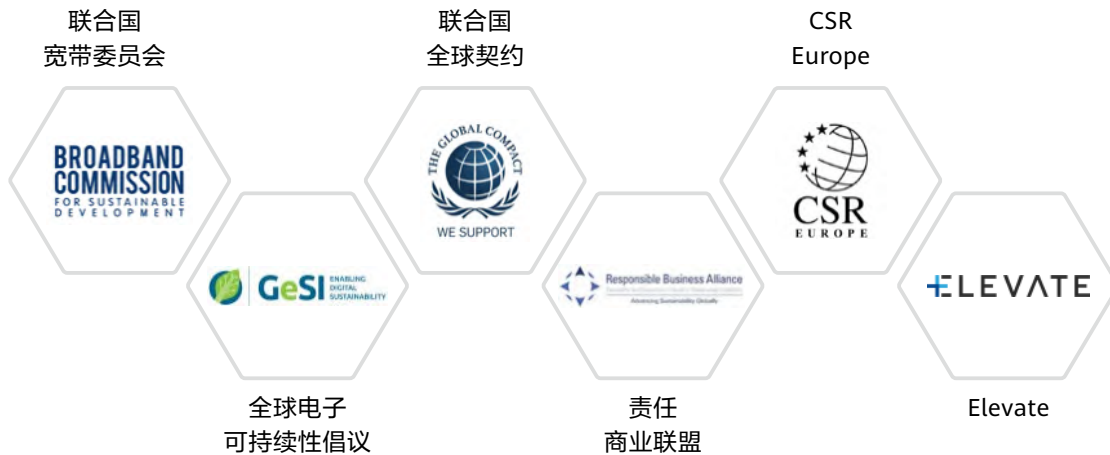 联合国
宽带委员会
联合国
全球契约
CSR
Europe
BROADBAND
COMMISSION
FOR SUSTAINABLE
DEVELOPMENT
THE GLOBAL COMPACT
WE SUPPORT
CSR
EUROPE
GeSI
ENABLING
DIGITAL
SUSTAINABILITY
Responsible Business Alliance
Advancing Sustainability Globally
ELEVATE
全球电子
可持续性倡议
责任
商业联盟
Elevate